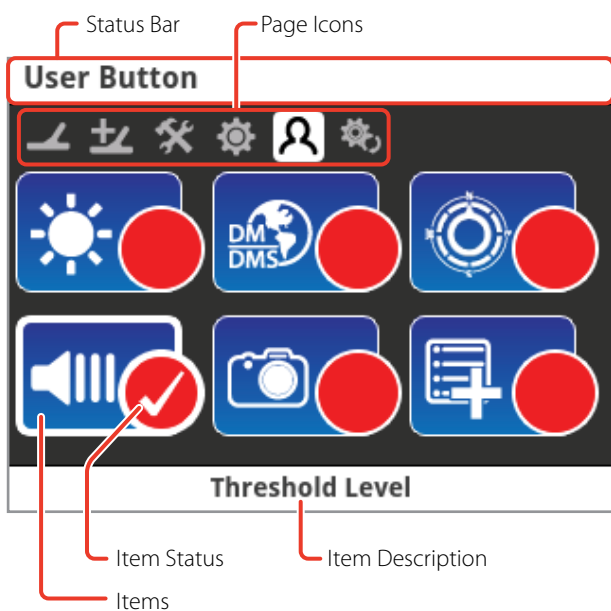 Status Bar
Page Icons
User Button
DM
DMS
Threshold Level
Item Status
Item Description
Items